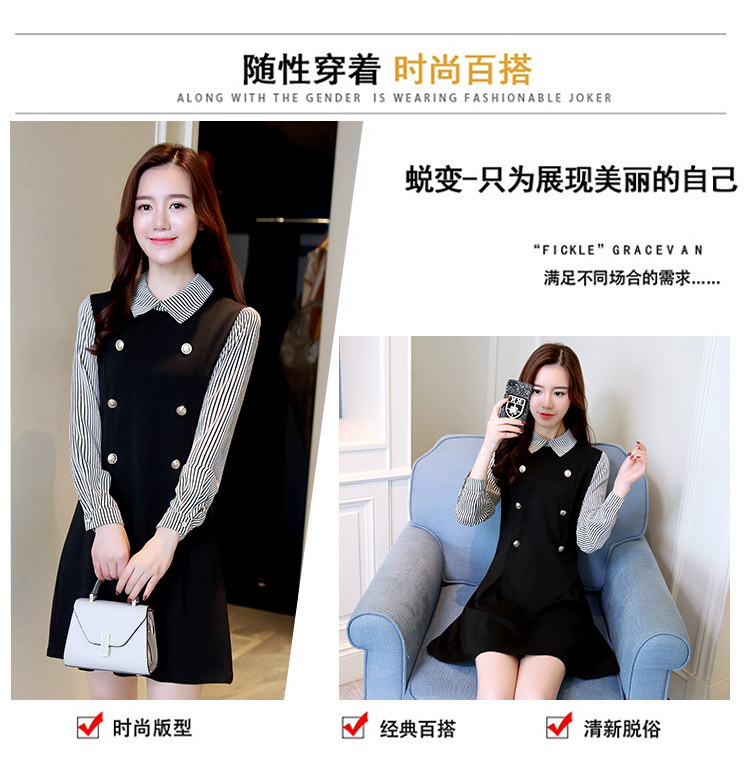 随性穿着 时尚百搭
ALONG WITH THE GENDER IS WEARING FASHIONABLE JOKER
蜕变-只为展现美丽的自己
“FICKLE” GRACEVAN
满足不同场合的需求......
时尚版型
经典百搭
清新脱俗